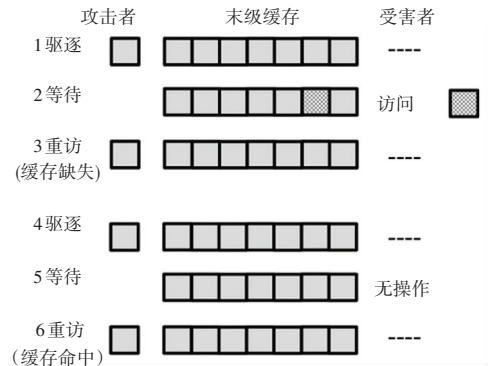 攻击者 末级缓存 受害者
1驱逐 ----
2等待 访问
3重访 ----
(缓存缺失)
4驱逐 ----
5等待 无操作
6重访 ----
（缓存命中）